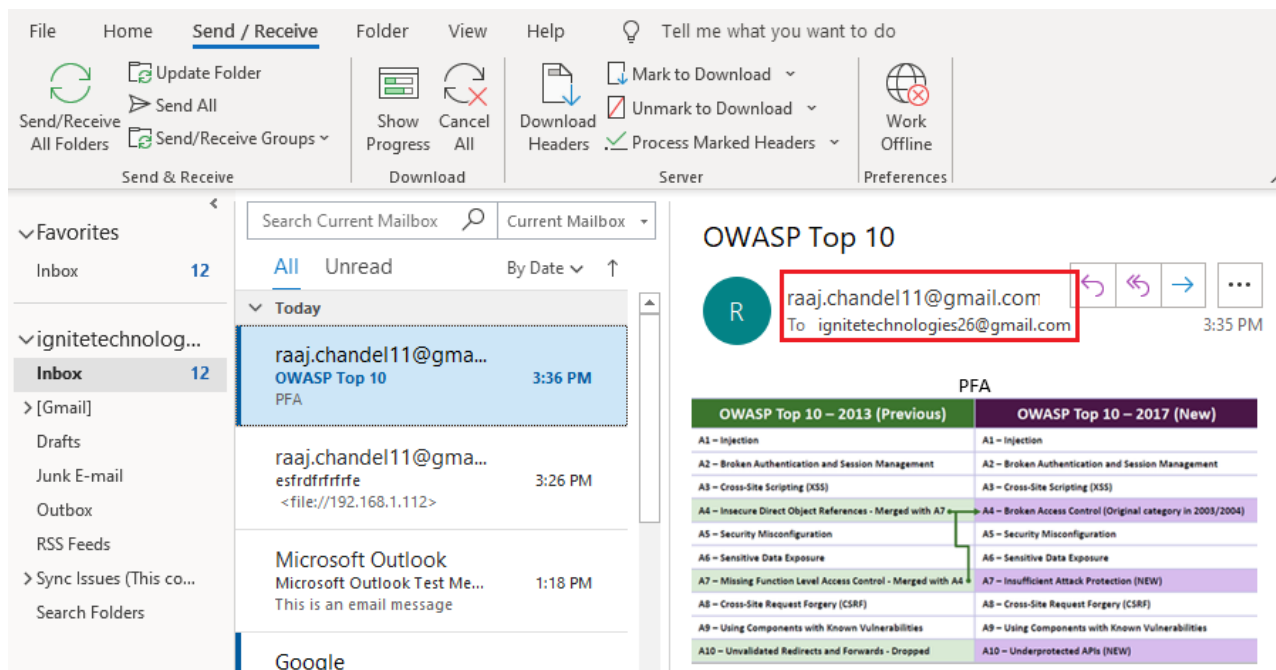 File Home Send / Receive Folder View Help Tell me what you want to do
Send/Receive All Folders
Update Folder
Send All
Send/Receive Groups
Send & Receive
Show Progress
Cancel All
Download
Download Headers
Mark to Download
Unmark to Download
Process Marked Headers
Server
Work Offline
Preferences
Favorites
Inbox 12
ignitetechnolog...
Inbox 12
[Gmail]
Drafts
Junk E-mail
Outbox
RSS Feeds
Sync Issues (This co...
Search Folders
Search Current Mailbox Current Mailbox
All Unread By Date
Today
raaj.chandel11@gma...
OWASP Top 10 3:36 PM
PFA
raaj.chandel11@gma...
esfrdfrfrfrfe 3:26 PM
<file://192.168.1.112>
Microsoft Outlook
Microsoft Outlook Test Me... 1:18 PM
This is an email message
Google
OWASP Top 10
R
raaj.chandel11@gmail.com
To ignitetechnologies26@gmail.com
3:35 PM
PFA
OWASP Top 10 – 2013 (Previous) OWASP Top 10 – 2017 (New)
A1 – Injection A1 – Injection
A2 – Broken Authentication and Session Management A2 – Broken Authentication and Session Management
A3 – Cross-Site Scripting (XSS) A3 – Cross-Site Scripting (XSS)
A4 – Insecure Direct Object References - Merged with A7 A4 – Broken Access Control (Original category in 2003/2004)
A5 – Security Misconfiguration A5 – Security Misconfiguration
A6 – Sensitive Data Exposure A6 – Sensitive Data Exposure
A7 – Missing Function Level Access Control - Merged with A4 A7 – Insufficient Attack Protection (NEW)
A8 – Cross-Site Request Forgery (CSRF) A8 – Cross-Site Request Forgery (CSRF)
A9 – Using Components with Known Vulnerabilities A9 – Using Components with Known Vulnerabilities
A10 – Unvalidated Redirects and Forwards - Dropped A10 – Underprotected APIs (NEW)